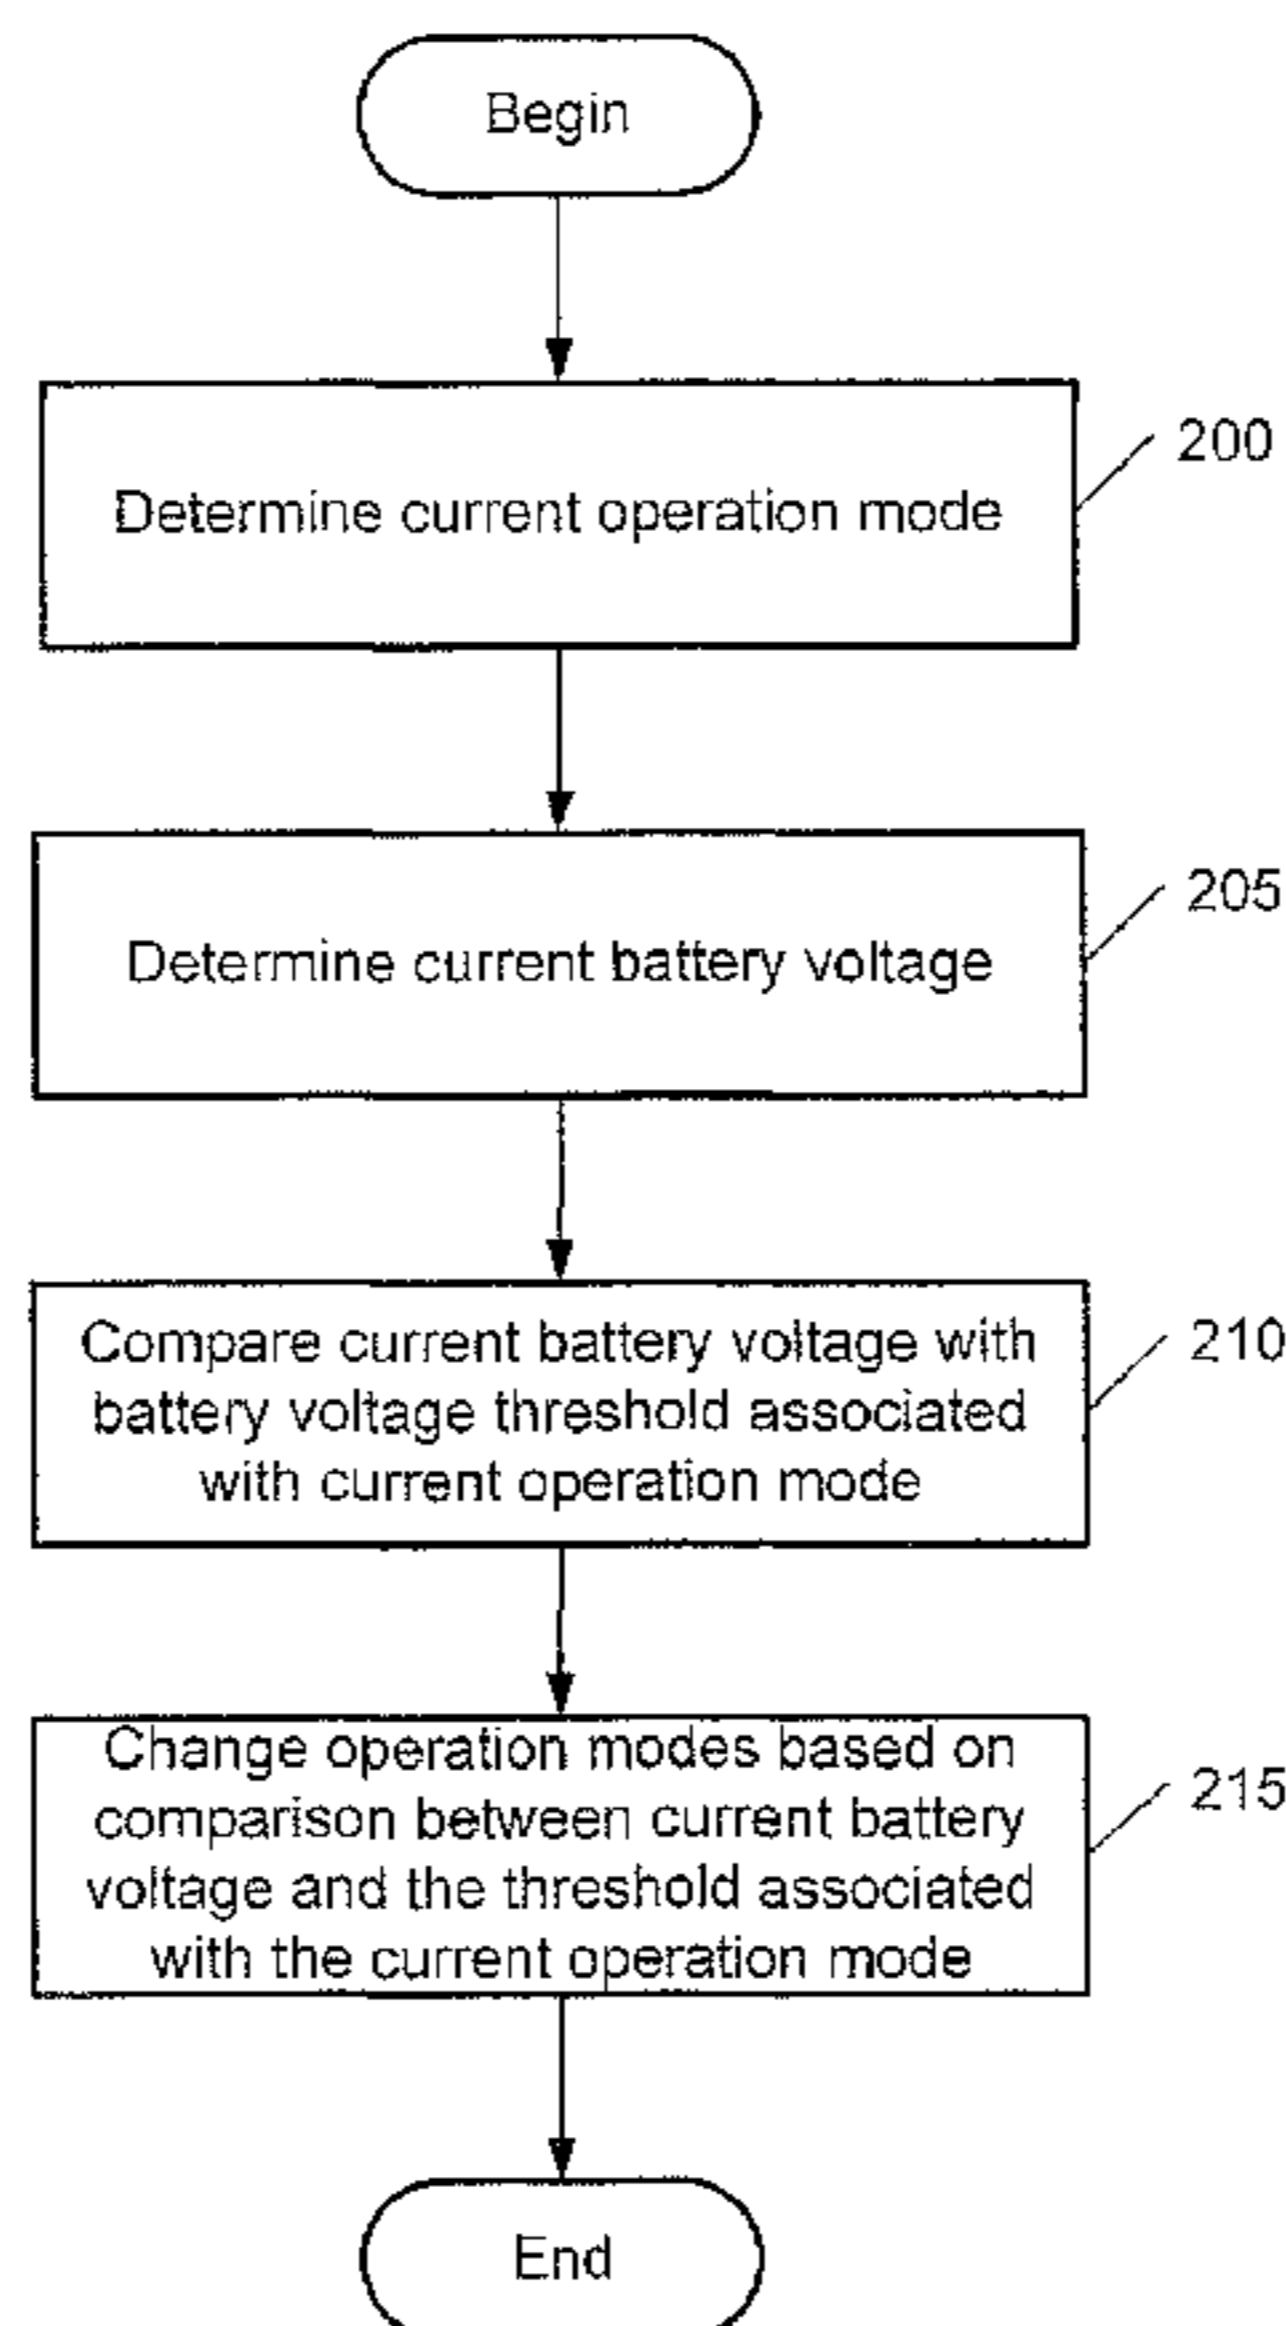 Begin
Determine current operation mode
200
Determine current battery voltage
205
Compare current battery voltage with
battery voltage threshold associated
with current operation mode
210
Change operation modes based on
comparison between current battery
voltage and the threshold associated
with the current operation mode
215
End